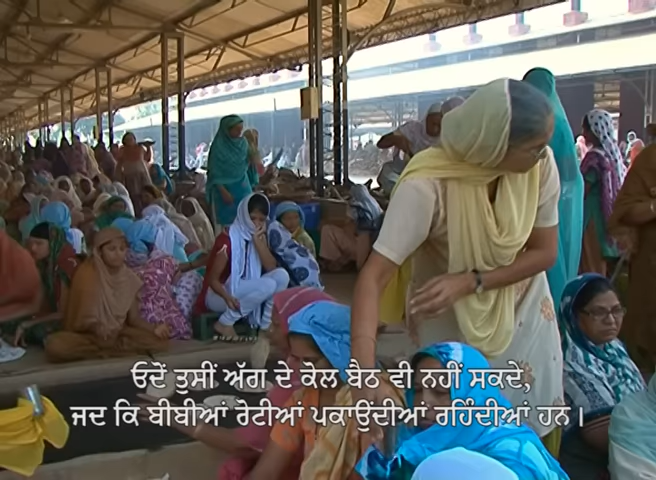 ਓਦੋਂ ਤੁਸੀਂ ਅੱਗ ਦੇ ਕੋਲ ਬੈਠ ਵੀ ਨਹੀਂ ਸਕਦੇ,
ਜਦ ਕਿ ਬੀਬੀਆਂ ਰੋਟੀਆਂ ਪਕਾਉਂਦੀਆਂ ਰਹਿੰਦੀਆਂ ਹਨ।